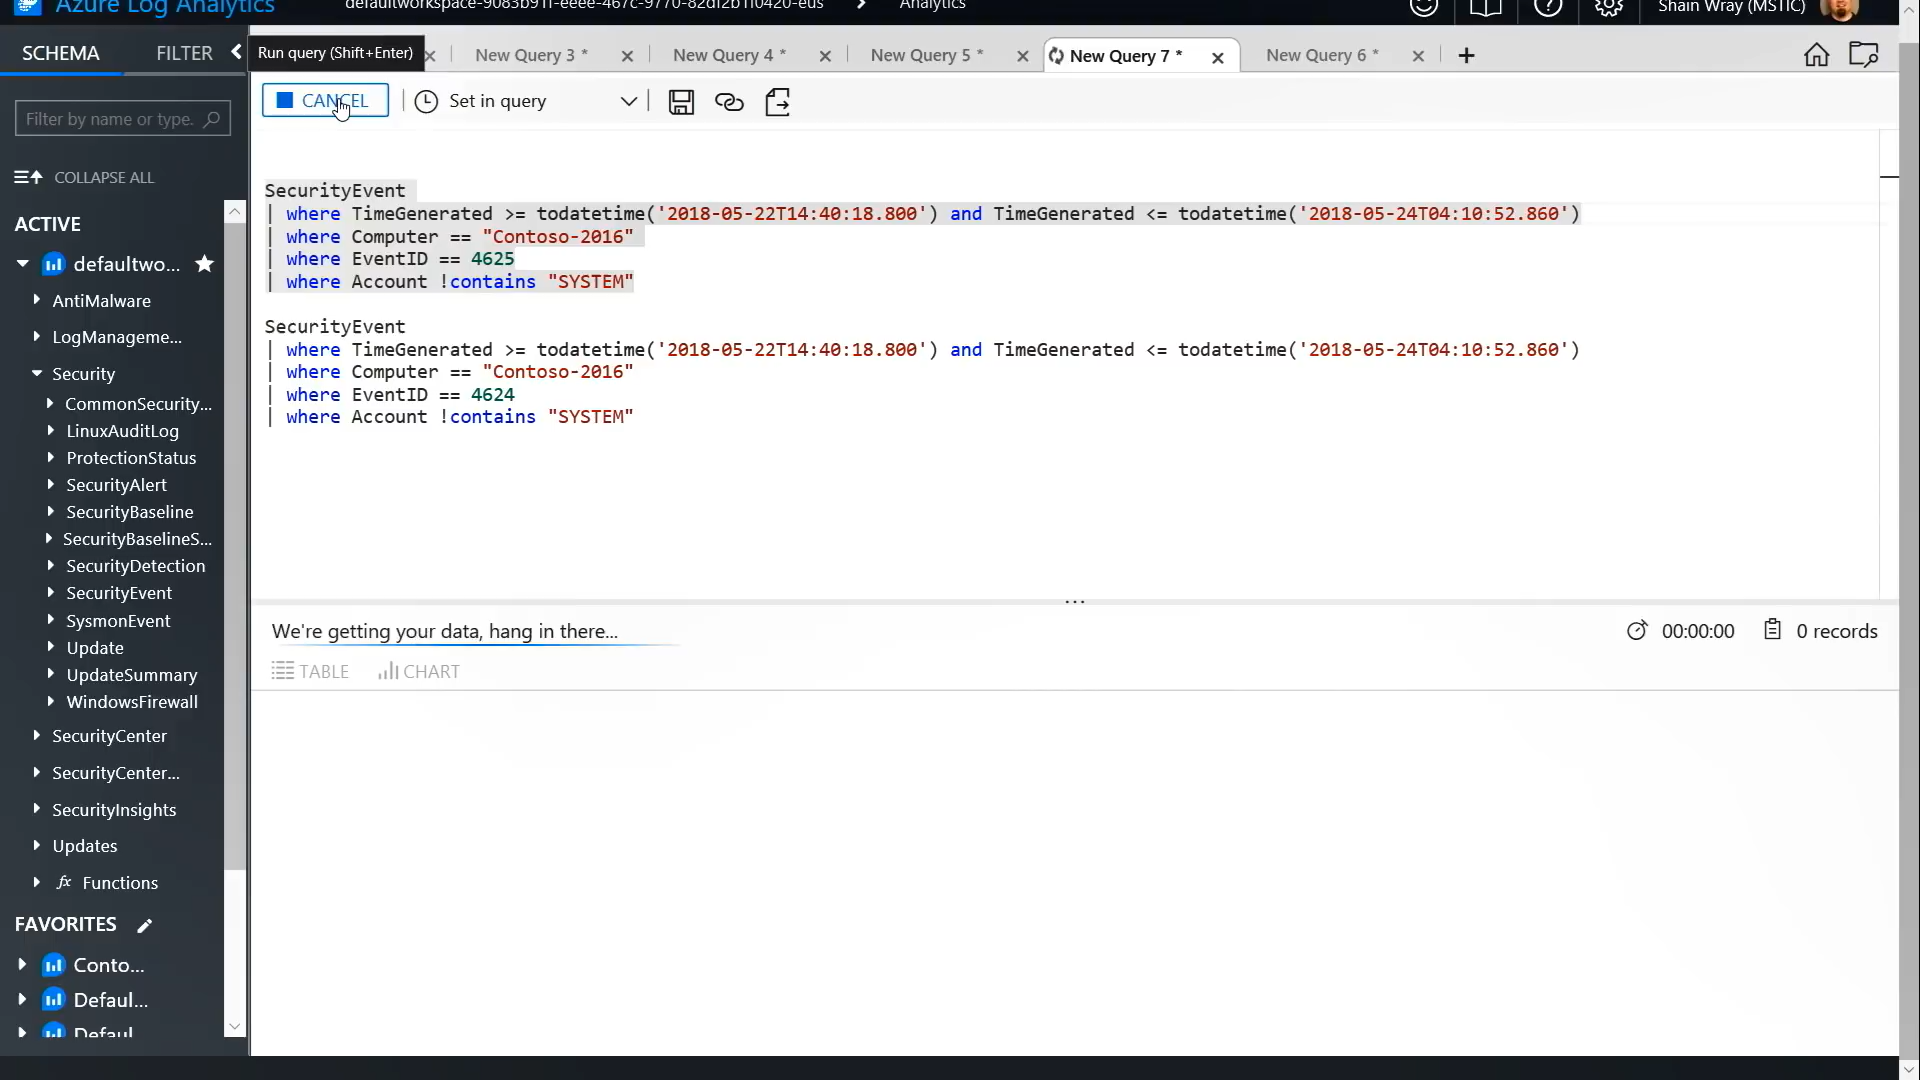 Azure Log Analytics
Analytics
Shain Wray (MSTIC)
SCHEMA
FILTER
Run query (Shift+Enter)
New Query 3 *
New Query 4 *
New Query 5 *
New Query 7 *
New Query 6 *
CANCEL
Set in query
Filter by name or type.
COLLAPSE ALL
ACTIVE
defaultwo...
AntiMalware
LogManageme...
Security
CommonSecurity...
LinuxAuditLog
ProtectionStatus
SecurityAlert
SecurityBaseline
SecurityBaselineS...
SecurityDetection
SecurityEvent
SysmonEvent
Update
UpdateSummary
WindowsFirewall
SecurityCenter
SecurityCenter...
SecurityInsights
Updates
fx Functions
FAVORITES
Conto...
Defaul...
Defaul
SecurityEvent
| where TimeGenerated >= todatetime('2018-05-22T14:40:18.800') and TimeGenerated <= todatetime('2018-05-24T04:10:52.860')
| where Computer == "Contoso-2016"
| where EventID == 4625
| where Account !contains "SYSTEM"
SecurityEvent
| where TimeGenerated >= todatetime('2018-05-22T14:40:18.800') and TimeGenerated <= todatetime('2018-05-24T04:10:52.860')
| where Computer == "Contoso-2016"
| where EventID == 4624
| where Account !contains "SYSTEM"
We're getting your data, hang in there...
00:00:00
0 records
TABLE
CHART